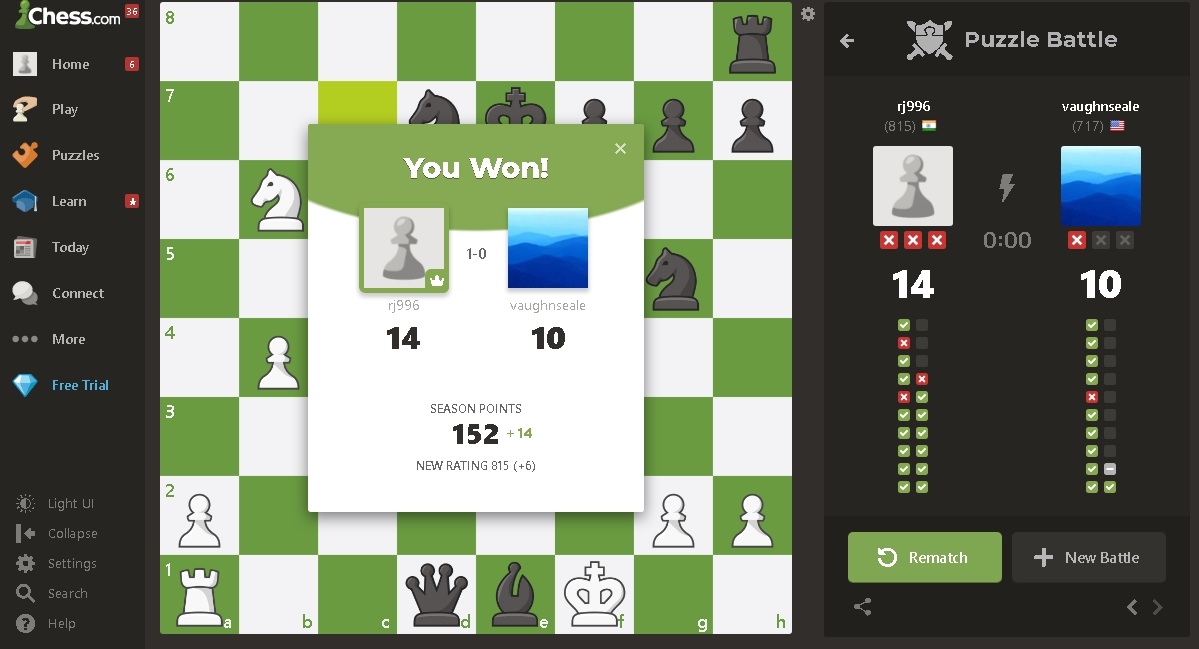 Chess.com 36
Home 6
Play
Puzzles
Learn
Today
Connect
More
Free Trial
Light UI
Collapse
Settings
Search
Help
8
7
6
5
4
3
2
1
a b c d e f g h
You Won!
1-0
rj996 vaughnseale
14 10
SEASON POINTS
152 +14
NEW RATING 815 (+6)
Puzzle Battle
rj996 vaughnseale
(815) (717)
0:00
14 10
Rematch New Battle